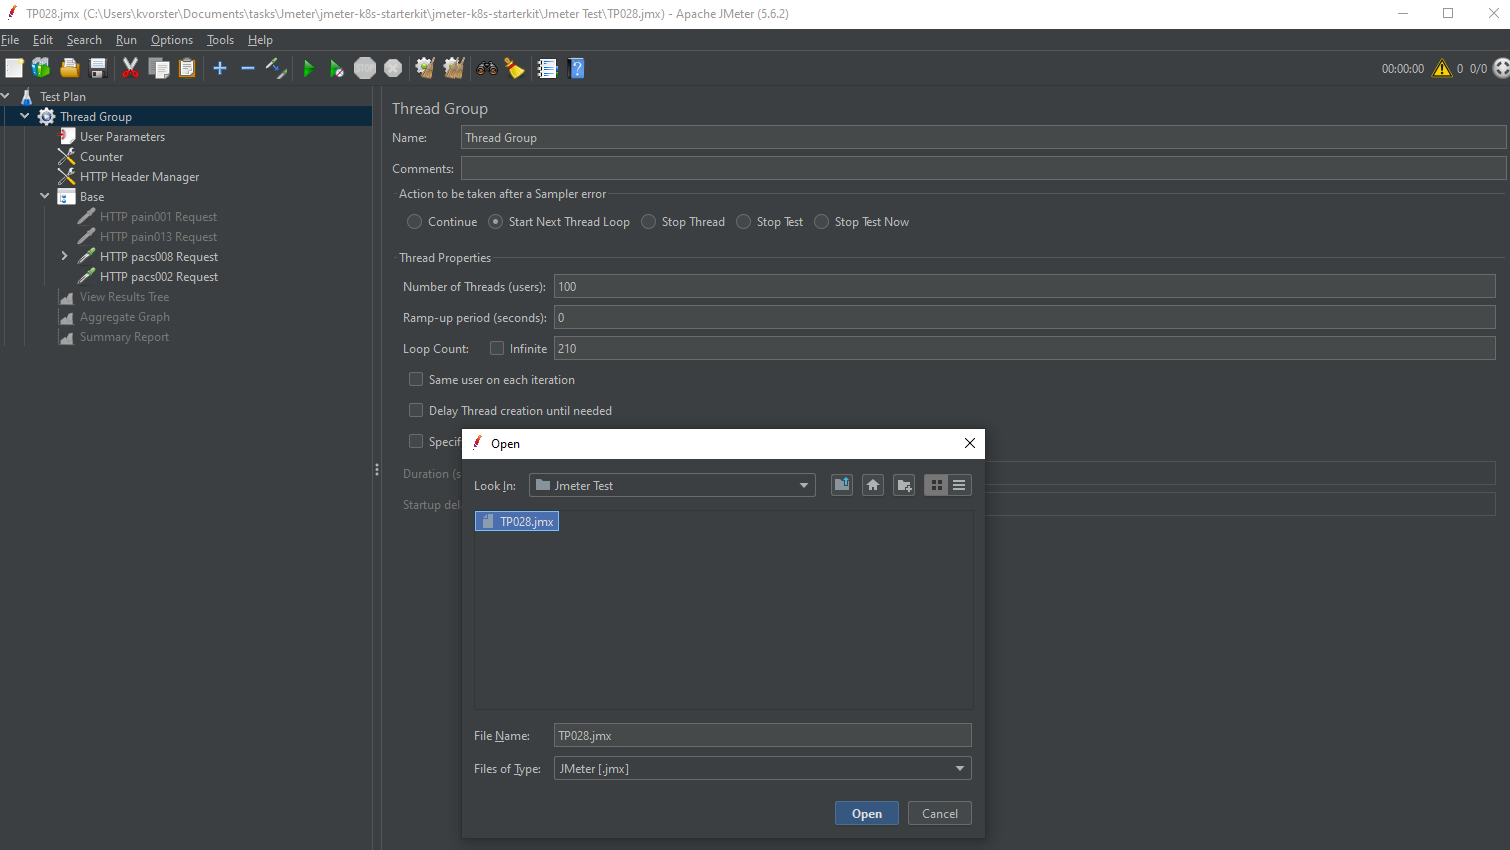 TP028.jmx (C:\Users\kvorster\Documents\tasks\Jmeter\jmeter-k8s-starterkit\jmeter-k8s-starterkit\Jmeter Test\TP028.jmx) - Apache JMeter (5.6.2)
File Edit Search Run Options Tools Help
STOP
00:00:00 0 0/0
Test Plan
Thread Group
User Parameters
Counter
HTTP Header Manager
Base
HTTP pain001 Request
HTTP pain013 Request
HTTP pacs008 Request
HTTP pacs002 Request
View Results Tree
Aggregate Graph
Summary Report
Thread Group
Name: Thread Group
Comments:
Action to be taken after a Sampler error
Continue Start Next Thread Loop Stop Thread Stop Test Stop Test Now
Thread Properties
Number of Threads (users): 100
Ramp-up period (seconds): 0
Loop Count: Infinite 210
Same user on each iteration
Delay Thread creation until needed
Specif
Duration (s
Startup del
Open
Look In: Jmeter Test
TP028.jmx
File Name: TP028.jmx
Files of Type: JMeter [.jmx]
Open Cancel